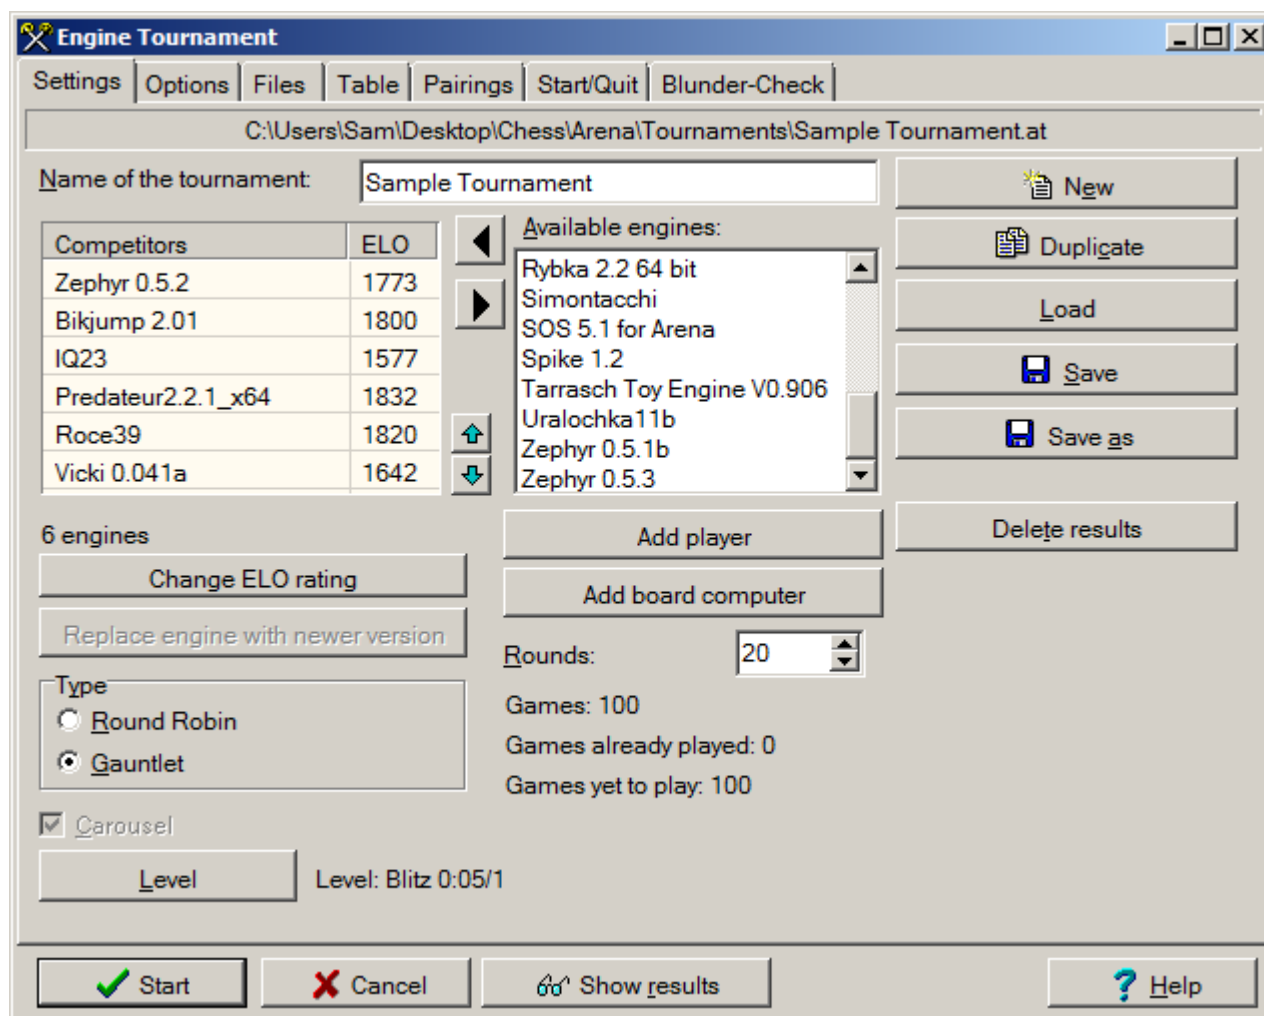 Engine Tournament
Settings Options Files Table Pairings Start/Quit Blunder-Check
C:\Users\Sam\Desktop\Chess\Arena\Tournaments\Sample Tournament.at
Name of the tournament: Sample Tournament
New
Duplicate
Load
Save
Save as
Delete results
Competitors ELO
Zephyr 0.5.2 1773
Bikjump 2.01 1800
IQ23 1577
Predateur2.2.1_x64 1832
Roce39 1820
Vicki 0.041a 1642
Available engines:
Rybka 2.2 64 bit
Simontacchi
SOS 5.1 for Arena
Spike 1.2
Tarrasch Toy Engine V0.906
Uralochka11b
Zephyr 0.5.1b
Zephyr 0.5.3
6 engines
Change ELO rating
Replace engine with newer version
Add player
Add board computer
Rounds: 20
Games: 100
Games already played: 0
Games yet to play: 100
Type
Round Robin
Gauntlet
Carousel
Level Level: Blitz 0:05/1
Start Cancel Show results Help